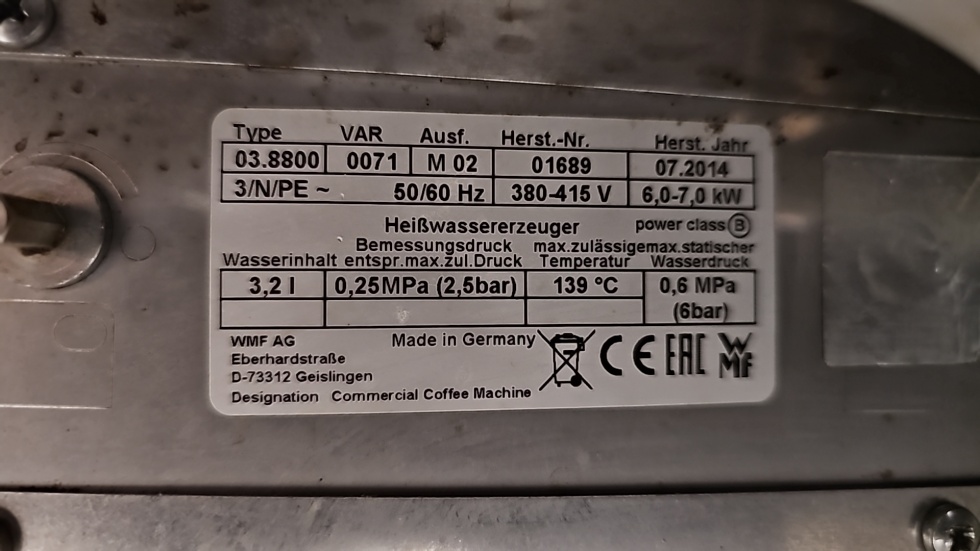 Type VAR Ausf. Herst.-Nr. Herst. Jahr
03.8800 0071 M 02 01689 07.2014
3/N/PE ~ 50/60 Hz 380-415 V 6,0-7,0 kW
Heißwassererzeuger power class B
Bemessungsdruck max.zulässige max.statischer
Wasserinhalt entspr.max.zul.Druck Temperatur Wasserdruck
3,2 l 0,25MPa (2,5bar) 139 °C 0,6 MPa
(6bar)
WMF AG Made in Germany
Eberhardstraße
D-73312 Geislingen
Designation Commercial Coffee Machine
CE EAC WMF